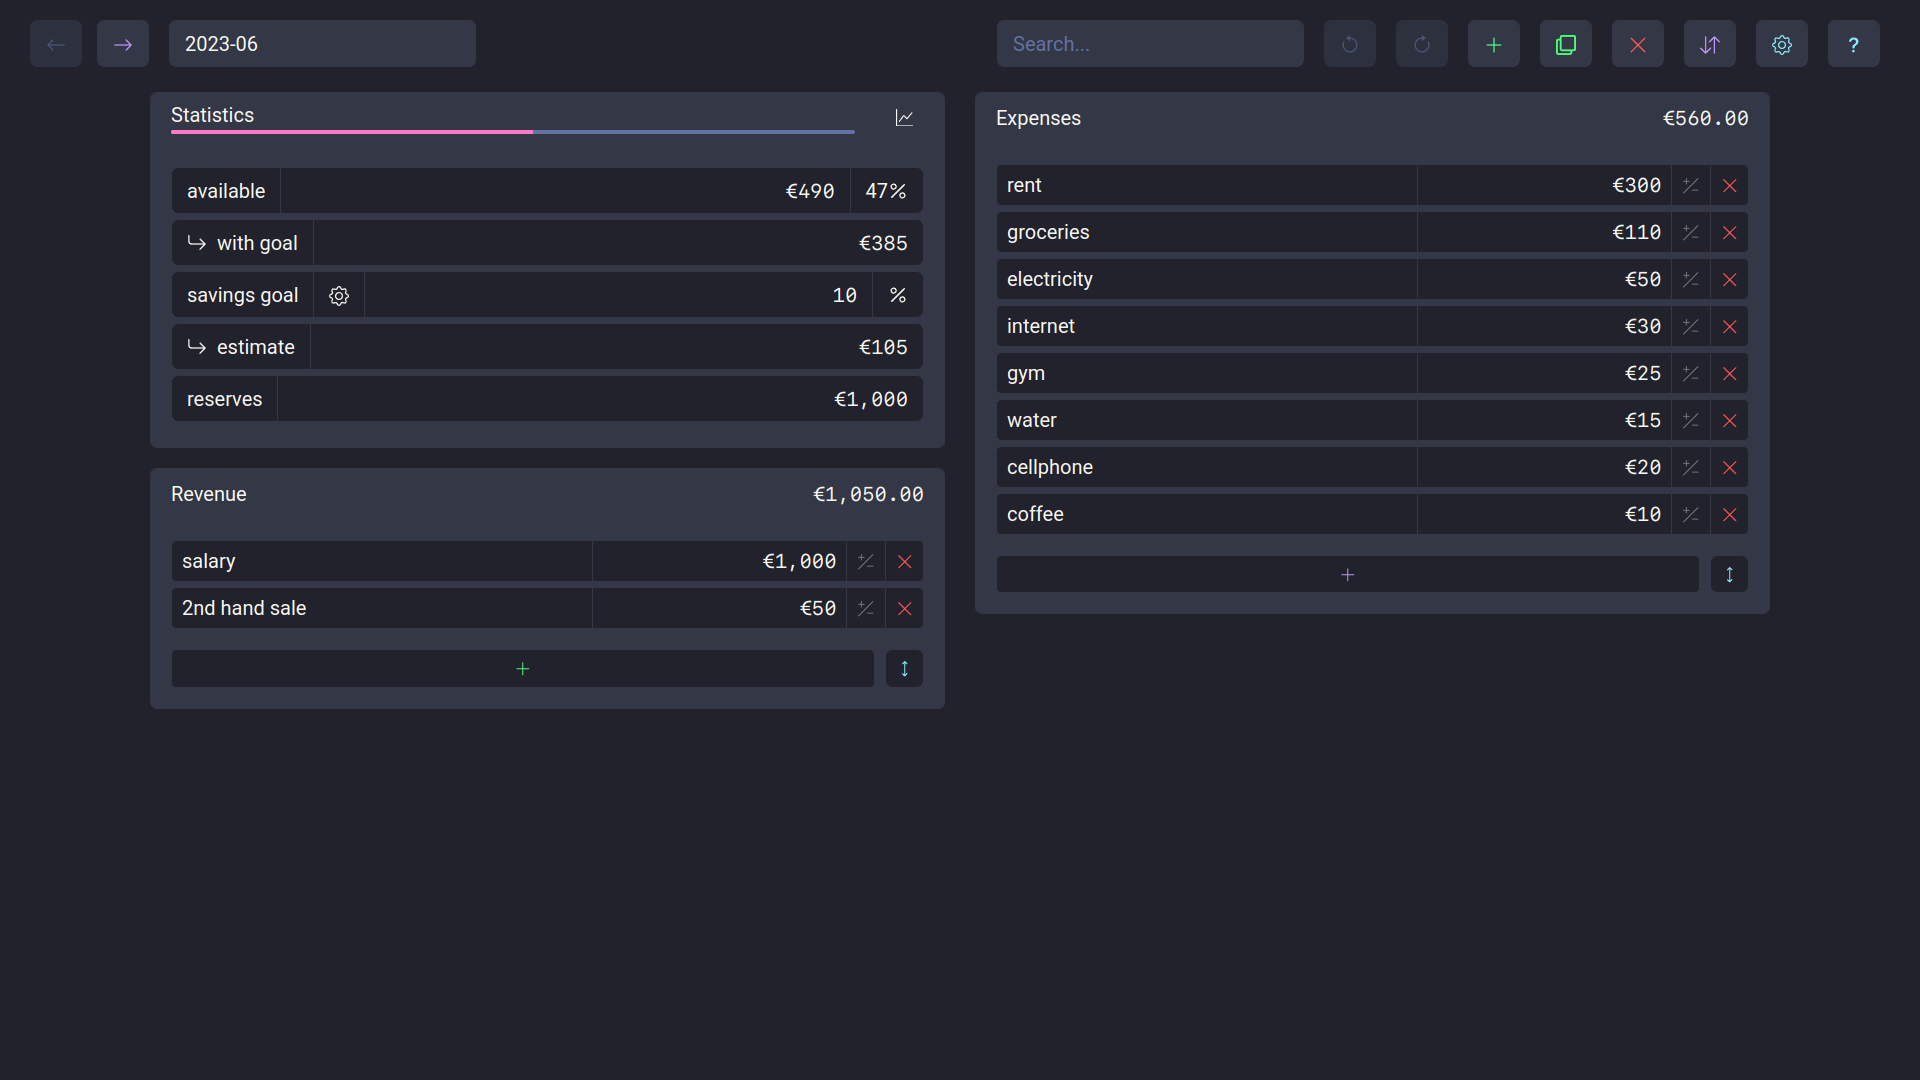 2023-06
Search...
?
Statistics
available €490 47%
with goal €385
savings goal 10 %
estimate €105
reserves €1,000
Revenue €1,050.00
salary €1,000
2nd hand sale €50
Expenses €560.00
rent €300
groceries €110
electricity €50
internet €30
gym €25
water €15
cellphone €20
coffee €10